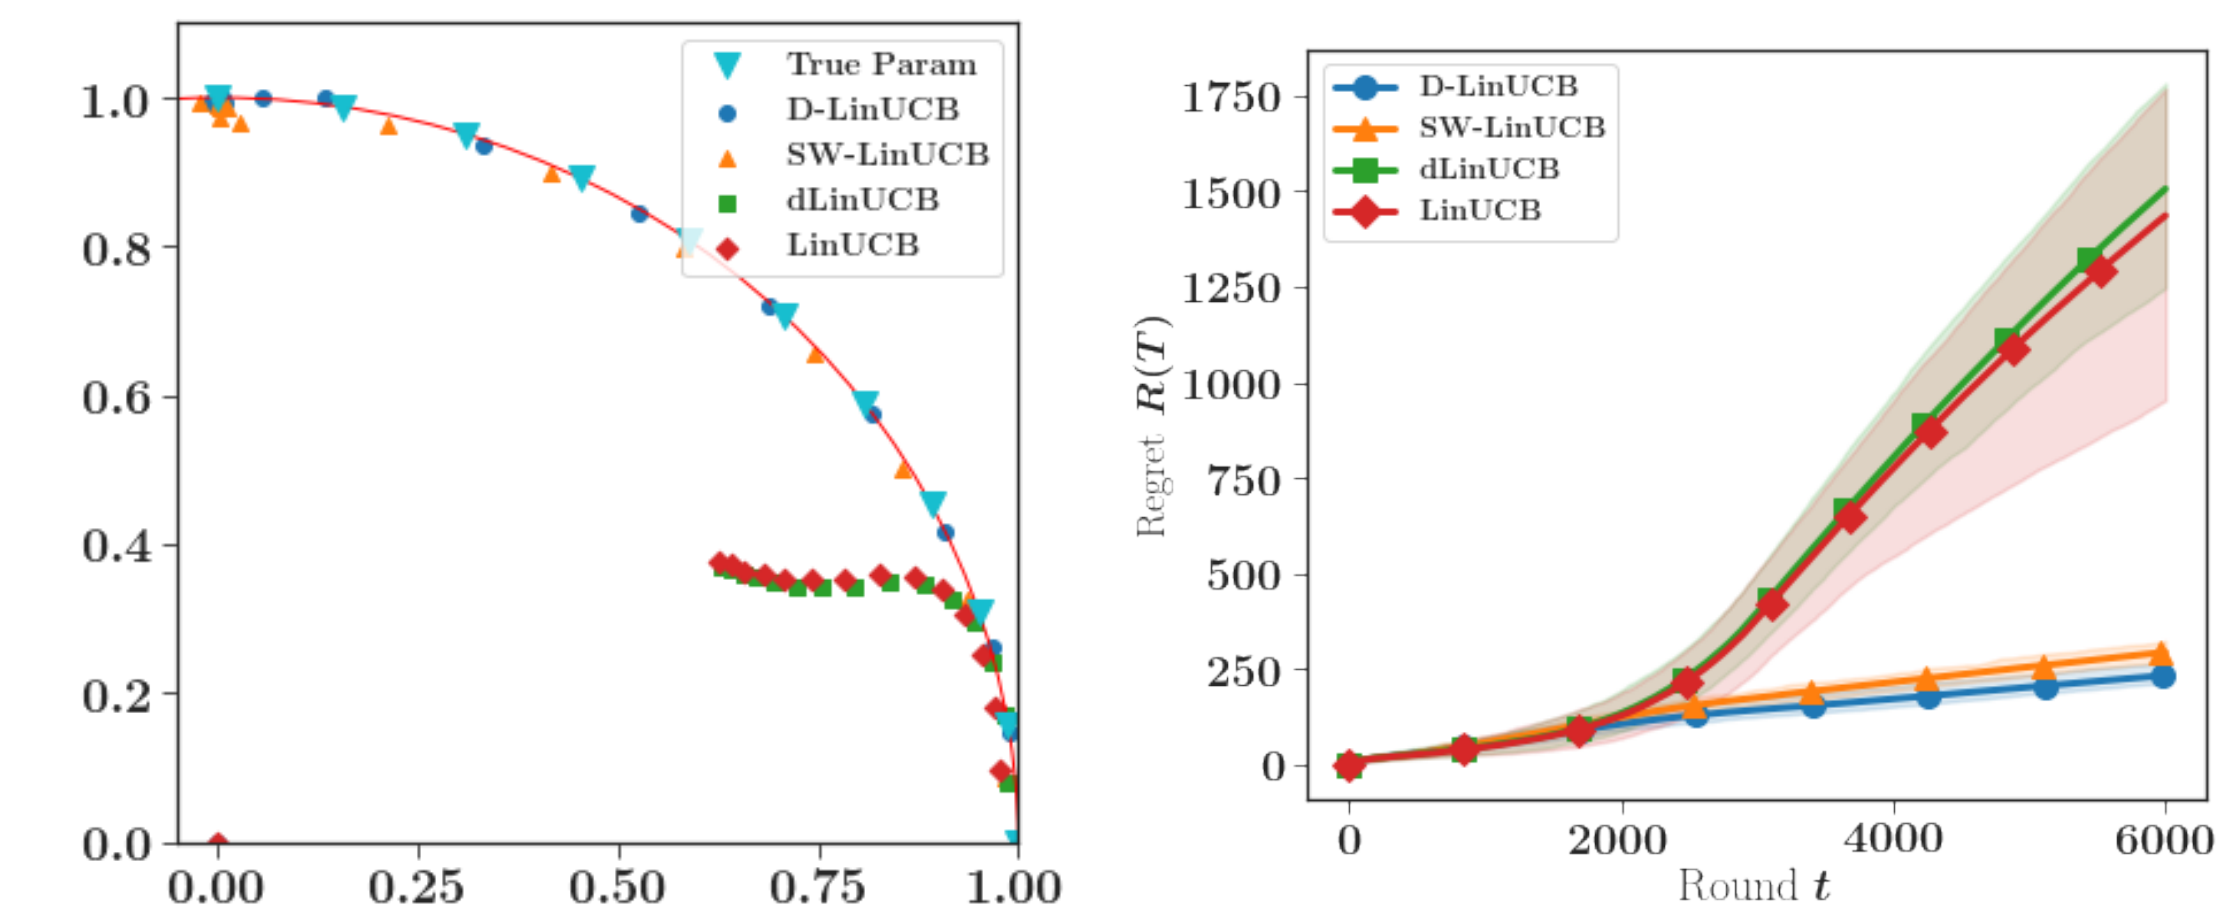 True Param
D-LinUCB
SW-LinUCB
dLinUCB
LinUCB
1.0
0.8
0.6
0.4
0.2
0.0
0.00 0.25 0.50 0.75 1.00
D-LinUCB
SW-LinUCB
dLinUCB
LinUCB
1750
1500
1250
1000
750
500
250
0
Regret R(T)
0 2000 4000 6000
Round t